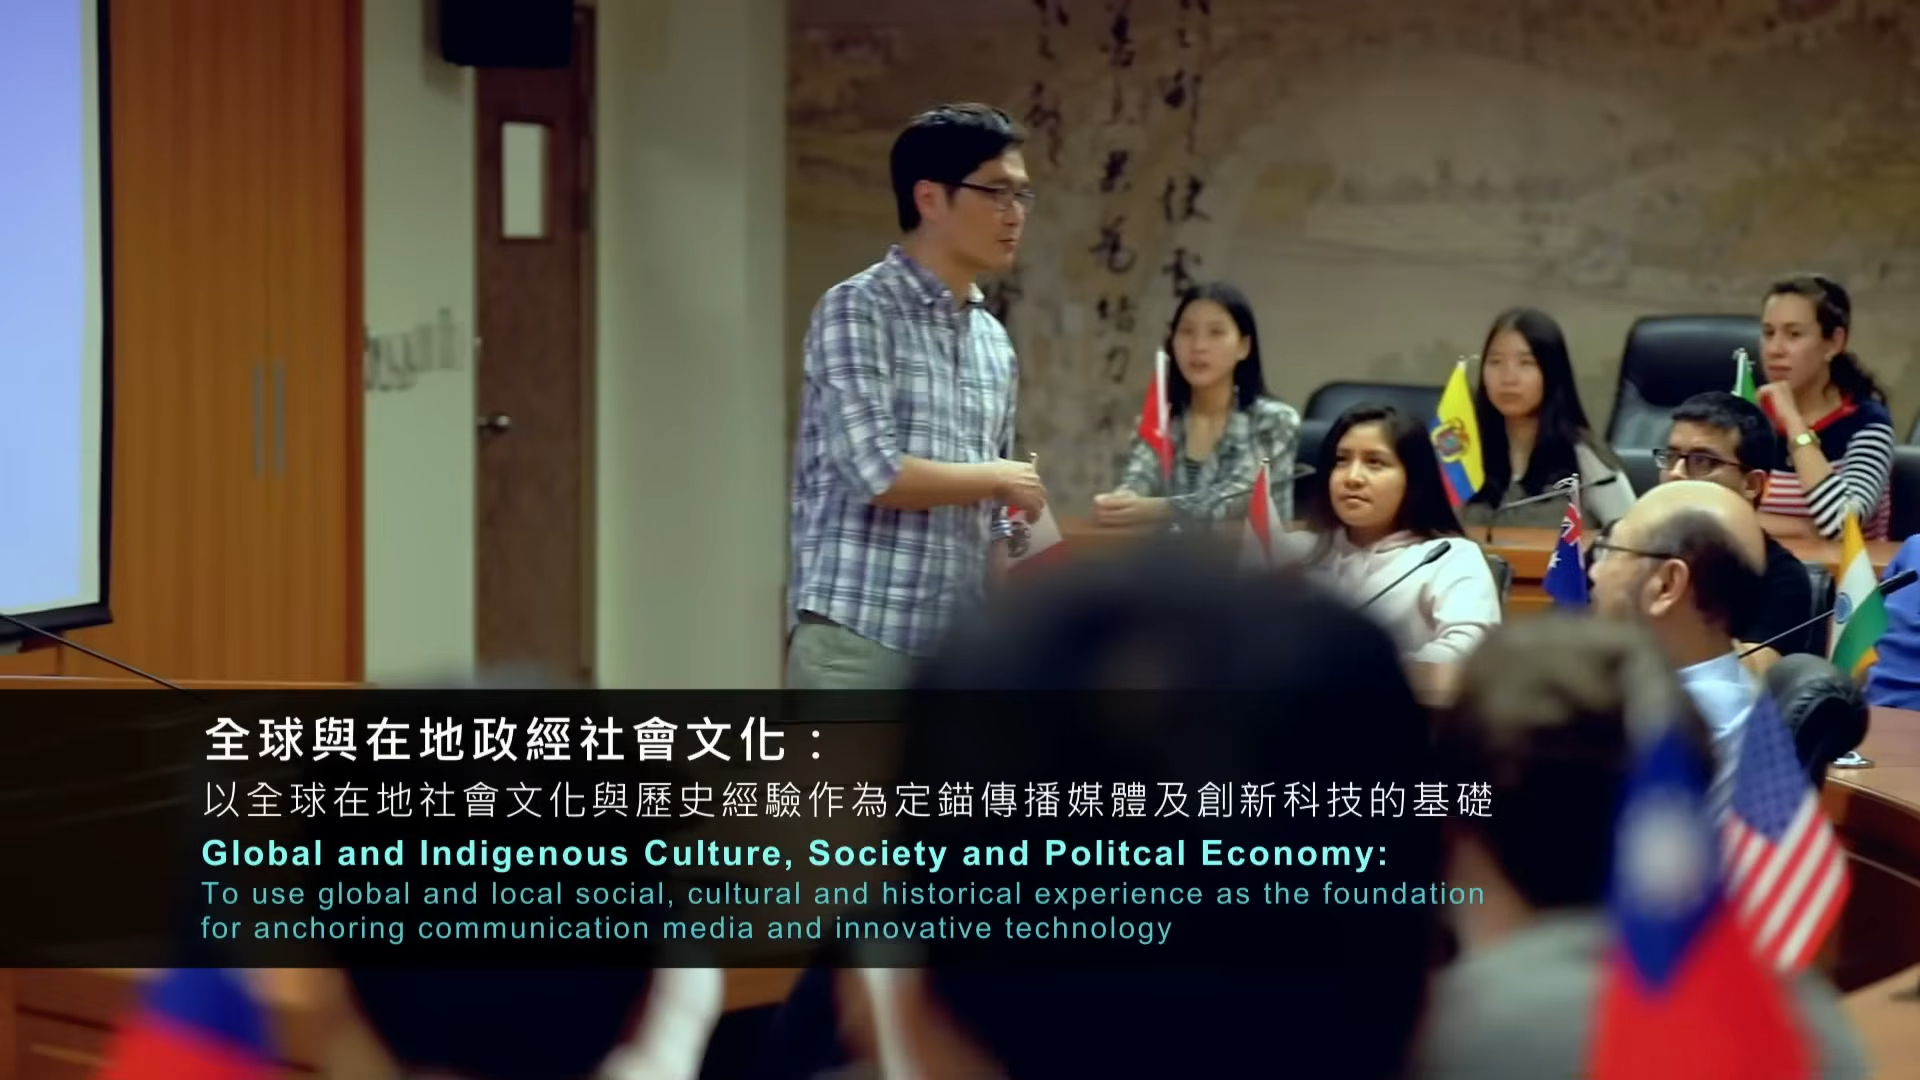 全球與在地政經社會文化：
以全球在地社會文化與歷史經驗作為定錨傳播媒體及創新科技的基礎
Global and Indigenous Culture, Society and Politcal Economy:
To use global and local social, cultural and historical experience as the foundation
for anchoring communication media and innovative technology